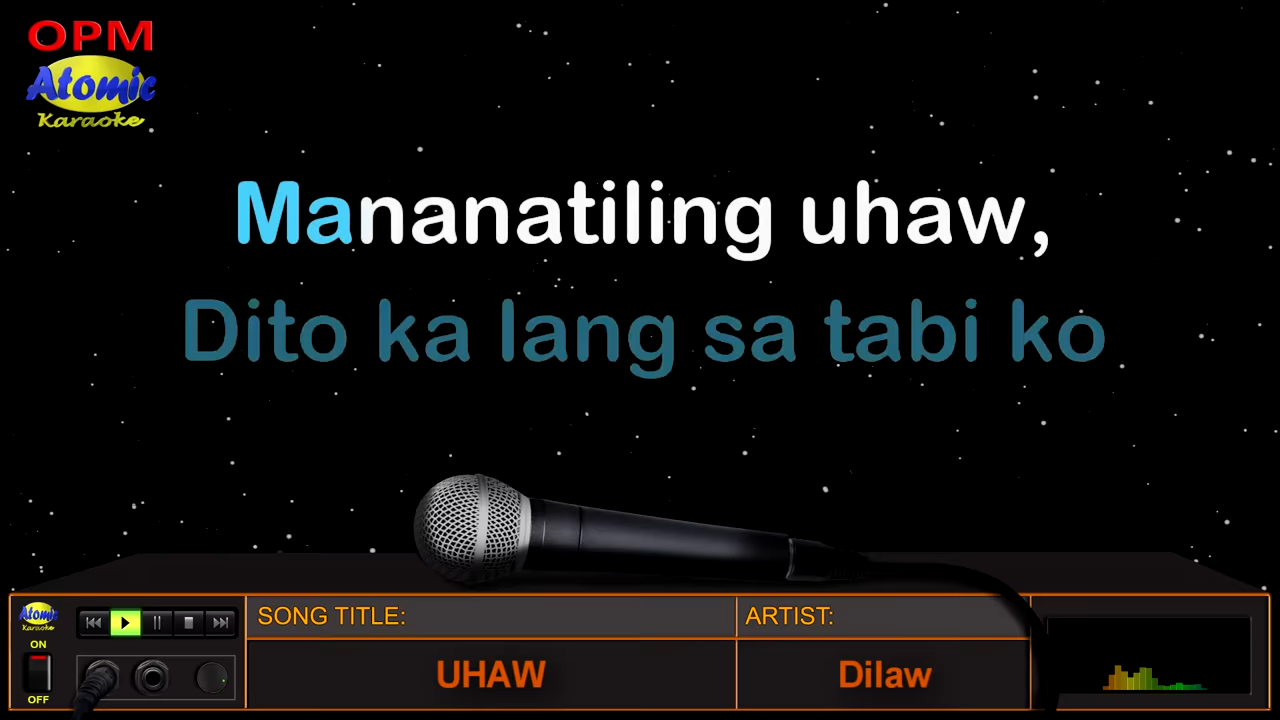 OPM
Atomic
Karaoke
Mananatiling uhaw,
Dito ka lang sa tabi ko
Atomic
Karaoke
ON
OFF
SONG TITLE:
ARTIST:
UHAW
Dilaw